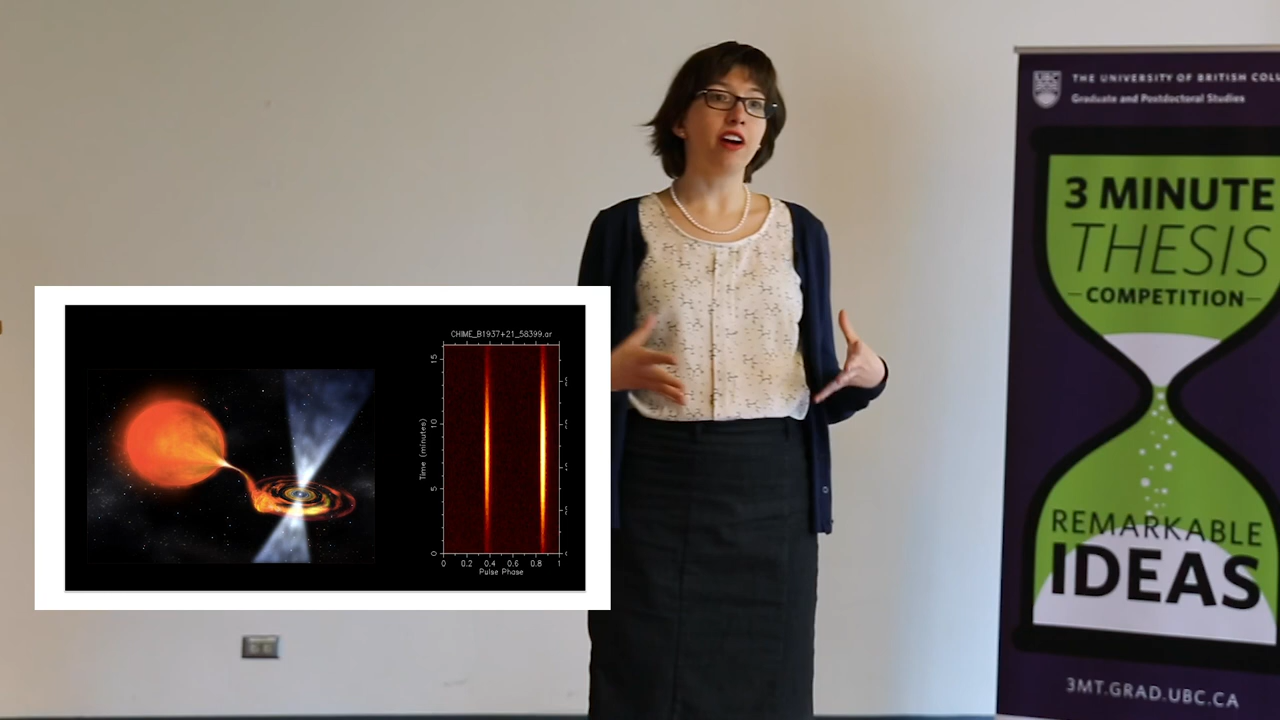 CHIME_B1937+21_58399.ar
15
10
5
0
Time (minutes)
0 0.2 0.4 0.6 0.8 1
Pulse Phase
UBC
THE UNIVERSITY OF BRITISH COLU
Graduate and Postdoctoral Studies
3 MINUTE
THESIS
COMPETITION
REMARKABLE
IDEAS
3MT.GRAD.UBC.CA